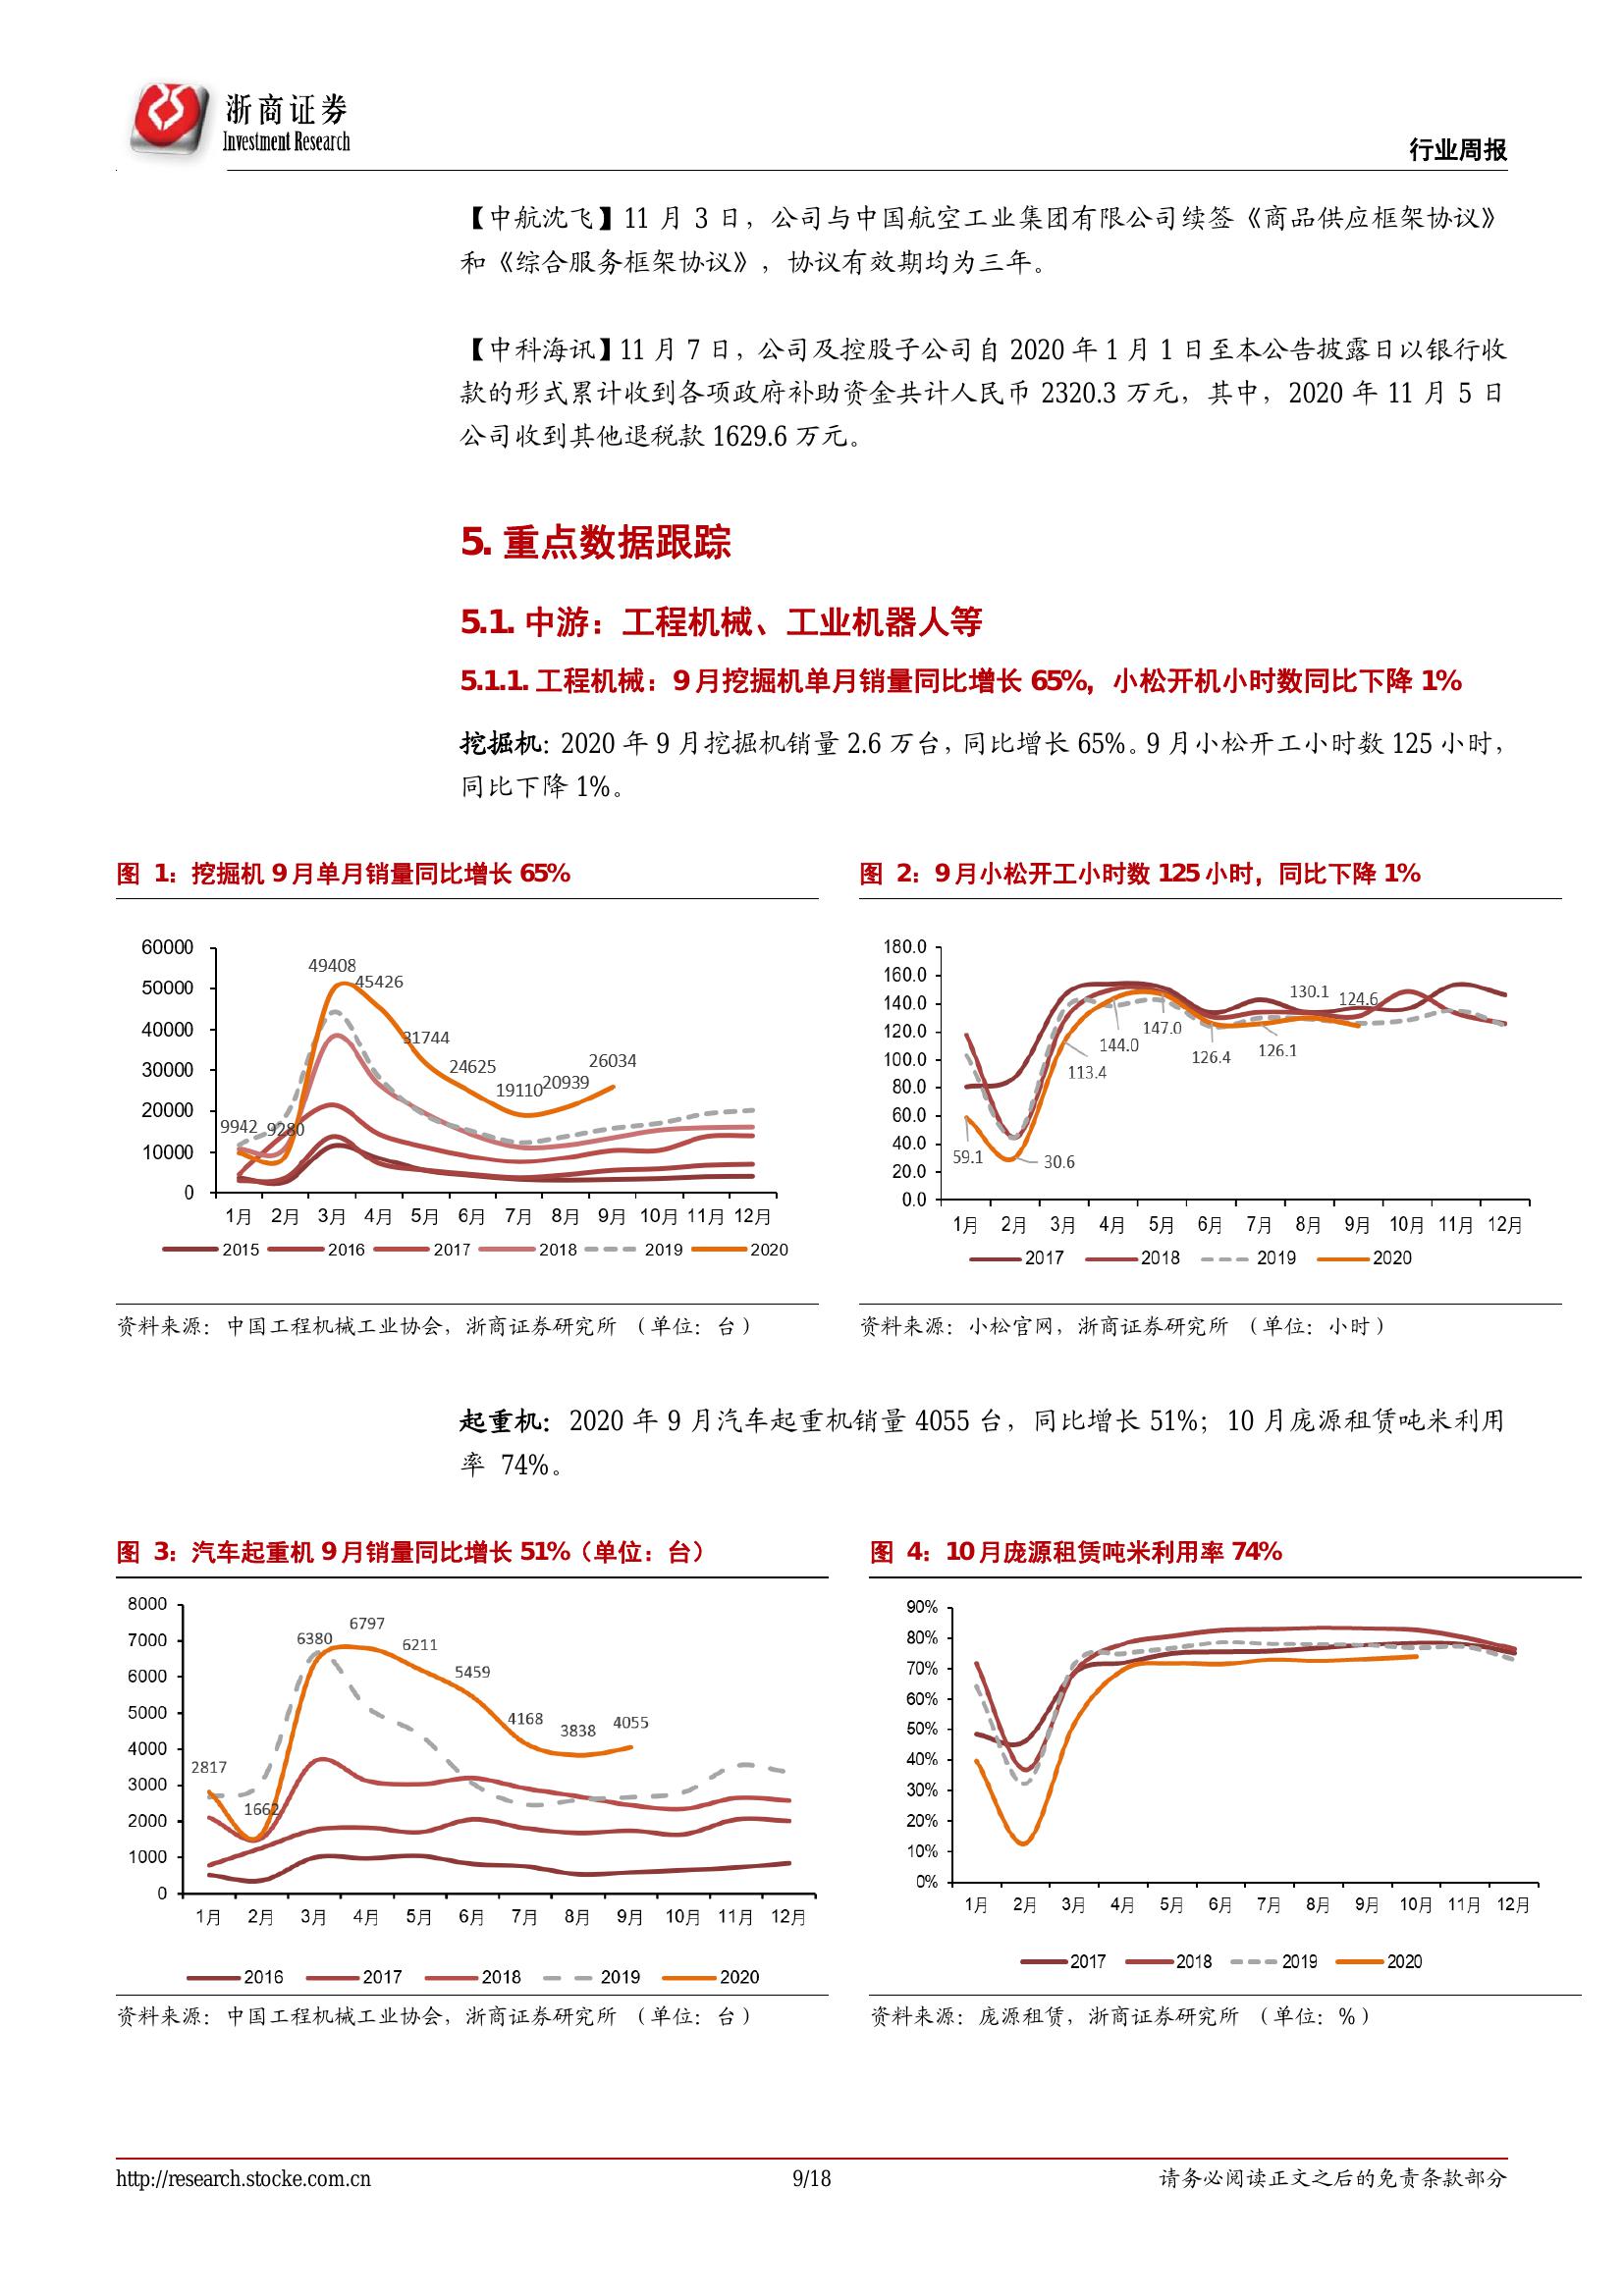 浙商证券
Investment Research
行业周报
【中航沈飞】11 月 3 日，公司与中国航空工业集团有限公司续签《商品供应框架协议》
和《综合服务框架协议》，协议有效期均为三年。
【中科海讯】11 月 7 日，公司及控股子公司自 2020 年 1 月 1 日至本公告披露日以银行收
款的形式累计收到各项政府补助资金共计人民币 2320.3 万元，其中，2020 年 11 月 5 日
公司收到其他退税款 1629.6 万元。
5. 重点数据跟踪
5.1. 中游：工程机械、工业机器人等
5.1.1. 工程机械：9 月挖掘机单月销量同比增长 65%，小松开机小时数同比下降 1%
挖掘机：2020 年 9 月挖掘机销量 2.6 万台，同比增长 65%。9 月小松开工小时数 125 小时，
同比下降 1%。
图 1：挖掘机 9 月单月销量同比增长 65%
60000
50000
40000
30000
20000
10000
0
9942
9280
49408
45426
31744
24625
19110
20939
26034
1月 2月 3月 4月 5月 6月 7月 8月 9月 10月 11月 12月
2015 2016 2017 2018 2019 2020
资料来源：中国工程机械工业协会，浙商证券研究所 （单位：台）
图 2：9 月小松开工小时数 125 小时，同比下降 1%
180.0
160.0
140.0
120.0
100.0
80.0
60.0
40.0
20.0
0.0
59.1
30.6
113.4
144.0
147.0
126.4
126.1
130.1
124.6
1月 2月 3月 4月 5月 6月 7月 8月 9月 10月 11月 12月
2017 2018 2019 2020
资料来源：小松官网，浙商证券研究所 （单位：小时）
起重机：2020 年 9 月汽车起重机销量 4055 台，同比增长 51%；10 月庞源租赁吨米利用
率 74%。
图 3：汽车起重机 9 月销量同比增长 51%（单位：台）
8000
7000
6000
5000
4000
3000
2000
1000
0
2817
1662
6380
6797
6211
5459
4168
3838
4055
1月 2月 3月 4月 5月 6月 7月 8月 9月 10月 11月 12月
2016 2017 2018 2019 2020
资料来源：中国工程机械工业协会，浙商证券研究所 （单位：台）
图 4：10 月庞源租赁吨米利用率 74%
90%
80%
70%
60%
50%
40%
30%
20%
10%
0%
1月 2月 3月 4月 5月 6月 7月 8月 9月 10月 11月 12月
2017 2018 2019 2020
资料来源：庞源租赁，浙商证券研究所 （单位：%）
http://research.stocke.com.cn
9/18
请务必阅读正文之后的免责条款部分